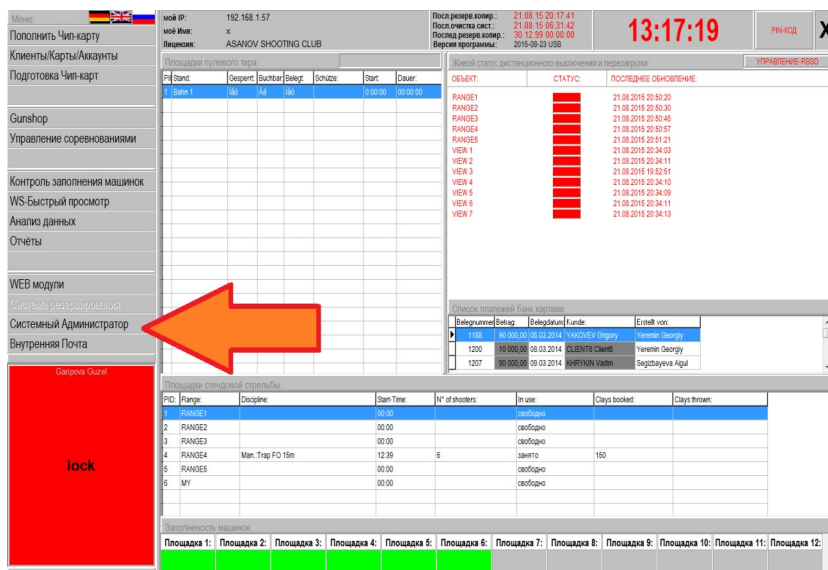 Меню:
Пополнить Чип-карту
Клиенты/Карты/Аккаунты
Подготовка Чип-карт
Gunshop
Управление соревнованиями
Контроль заполнения машинок
WS-Быстрый просмотр
Анализ данных
Отчёты
WEB модули
Система резервирования
Системный Администратор
Внутренняя Почта
Garipova Guzel
lock
мой IP: 192.168.1.57
моё Имя: x
Лицензия: ASANOV SHOOTING CLUB
Посл.резерв.копир.: 21.08.15 20:17:41
Посл.очистка сист.: 21.08.15 06:31:42
Послед.резерв.копир.: 30.12.99 00:00:00
Версия программы: 2015-08-23 USB
13:17:19
PIN-КОД
X
Площадки пулевого тира:
Stand: Gesperrt: Buchbar: Belegt: Schütze: Start: Dauer:
1 Bahn 1 Íåò Äà Íåò 0:00:00 00:00:00
Живой статус дистанционного выключения и перезагрузки:
УПРАВЛЕНИЕ-RBSD
ОБЪЕКТ: СТАТУС: ПОСЛЕДНЕЕ ОБНОВЛЕНИЕ:
RANGE1 21.08.2015 20:50:20
RANGE2 21.08.2015 20:50:30
RANGE3 21.08.2015 20:50:46
RANGE4 21.08.2015 20:50:57
RANGE5 21.08.2015 20:51:21
VIEW 1 21.08.2015 20:34:03
VIEW 2 21.08.2015 20:34:11
VIEW 3 21.08.2015 19:52:51
VIEW 4 21.08.2015 20:34:10
VIEW 5 21.08.2015 20:34:09
VIEW 6 21.08.2015 20:34:11
VIEW 7 21.08.2015 20:34:13
Список платежей банк картами:
Belegnummer Betrag: Belegdatum: Kunde: Erstellt von:
1188 90 000,00 05.03.2014 YAKOVEV Grigory Yeremin Georgiy
1200 10 000,00 08.03.2014 CLIENT6 Client6 Yeremin Georgiy
1207 90 000,00 09.03.2014 KHRYKIN Vadim Segizbayeva Aigul
Площадки стендовой стрельбы:
PID: Range: Discipline: Start-Time: N° of shooters: In use: Clays booked: Clays thrown:
1 RANGE1 00:00 свободно
2 RANGE2 00:00 свободно
3 RANGE3 00:00 свободно
4 RANGE4 Man.:Trap FO 15m 12:39 6 занято 150
5 RANGE5 00:00 свободно
6 MY 00:00 свободно
Заполненость машинок:
Площадка 1: Площадка 2: Площадка 3: Площадка 4: Площадка 5: Площадка 6: Площадка 7: Площадка 8: Площадка 9: Площадка 10: Площадка 11: Площадка 12: